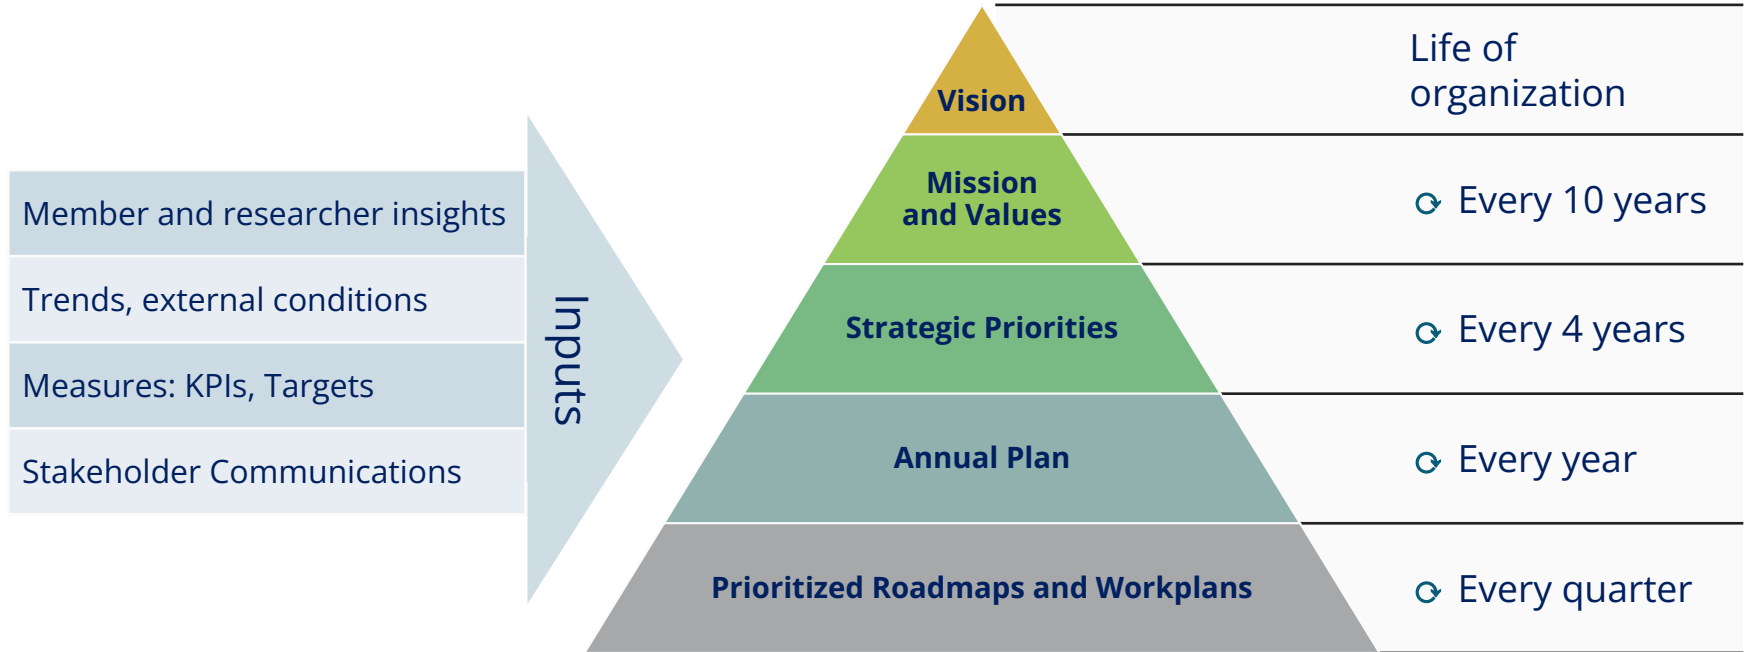 Member and researcher insights
Trends, external conditions
Measures: KPIs, Targets
Stakeholder Communications
Inputs
Vision
Life of
organization
Mission
and Values
Every 10 years
Strategic Priorities
Every 4 years
Annual Plan
Every year
Prioritized Roadmaps and Workplans
Every quarter